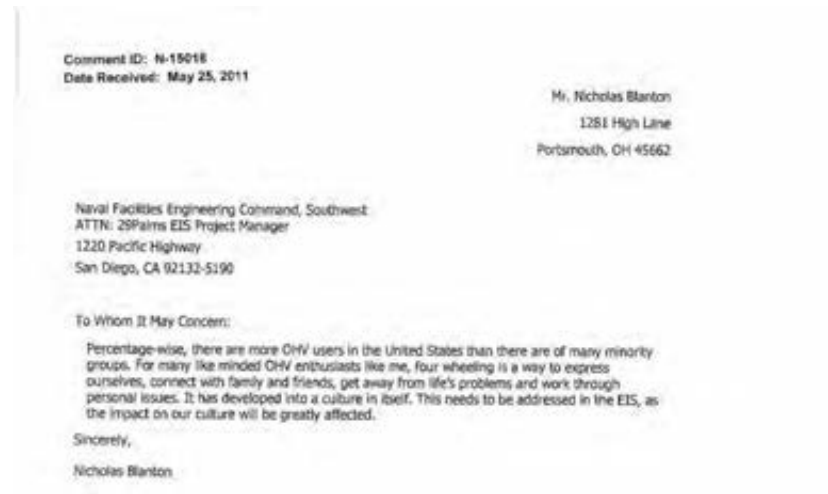 Comment ID: N-15018
Date Received: May 25, 2011
Mr. Nicholas Blanton
1281 High Lane
Portsmouth, OH 45662
Naval Facilities Engineering Command, Southwest
ATTN: 29Palms EIS Project Manager
1220 Pacific Highway
San Diego, CA 92132-5190
To Whom It May Concern:
Percentage-wise, there are more OHV users in the United States than there are of many minority
groups. For many like minded OHV enthusiasts like me, four wheeling is a way to express
ourselves, connect with family and friends, get away from life's problems and work through
personal issues. It has developed into a culture in itself. This needs to be addressed in the EIS, as
the impact on our culture will be greatly affected.
Sincerely,
Nicholas Blanton